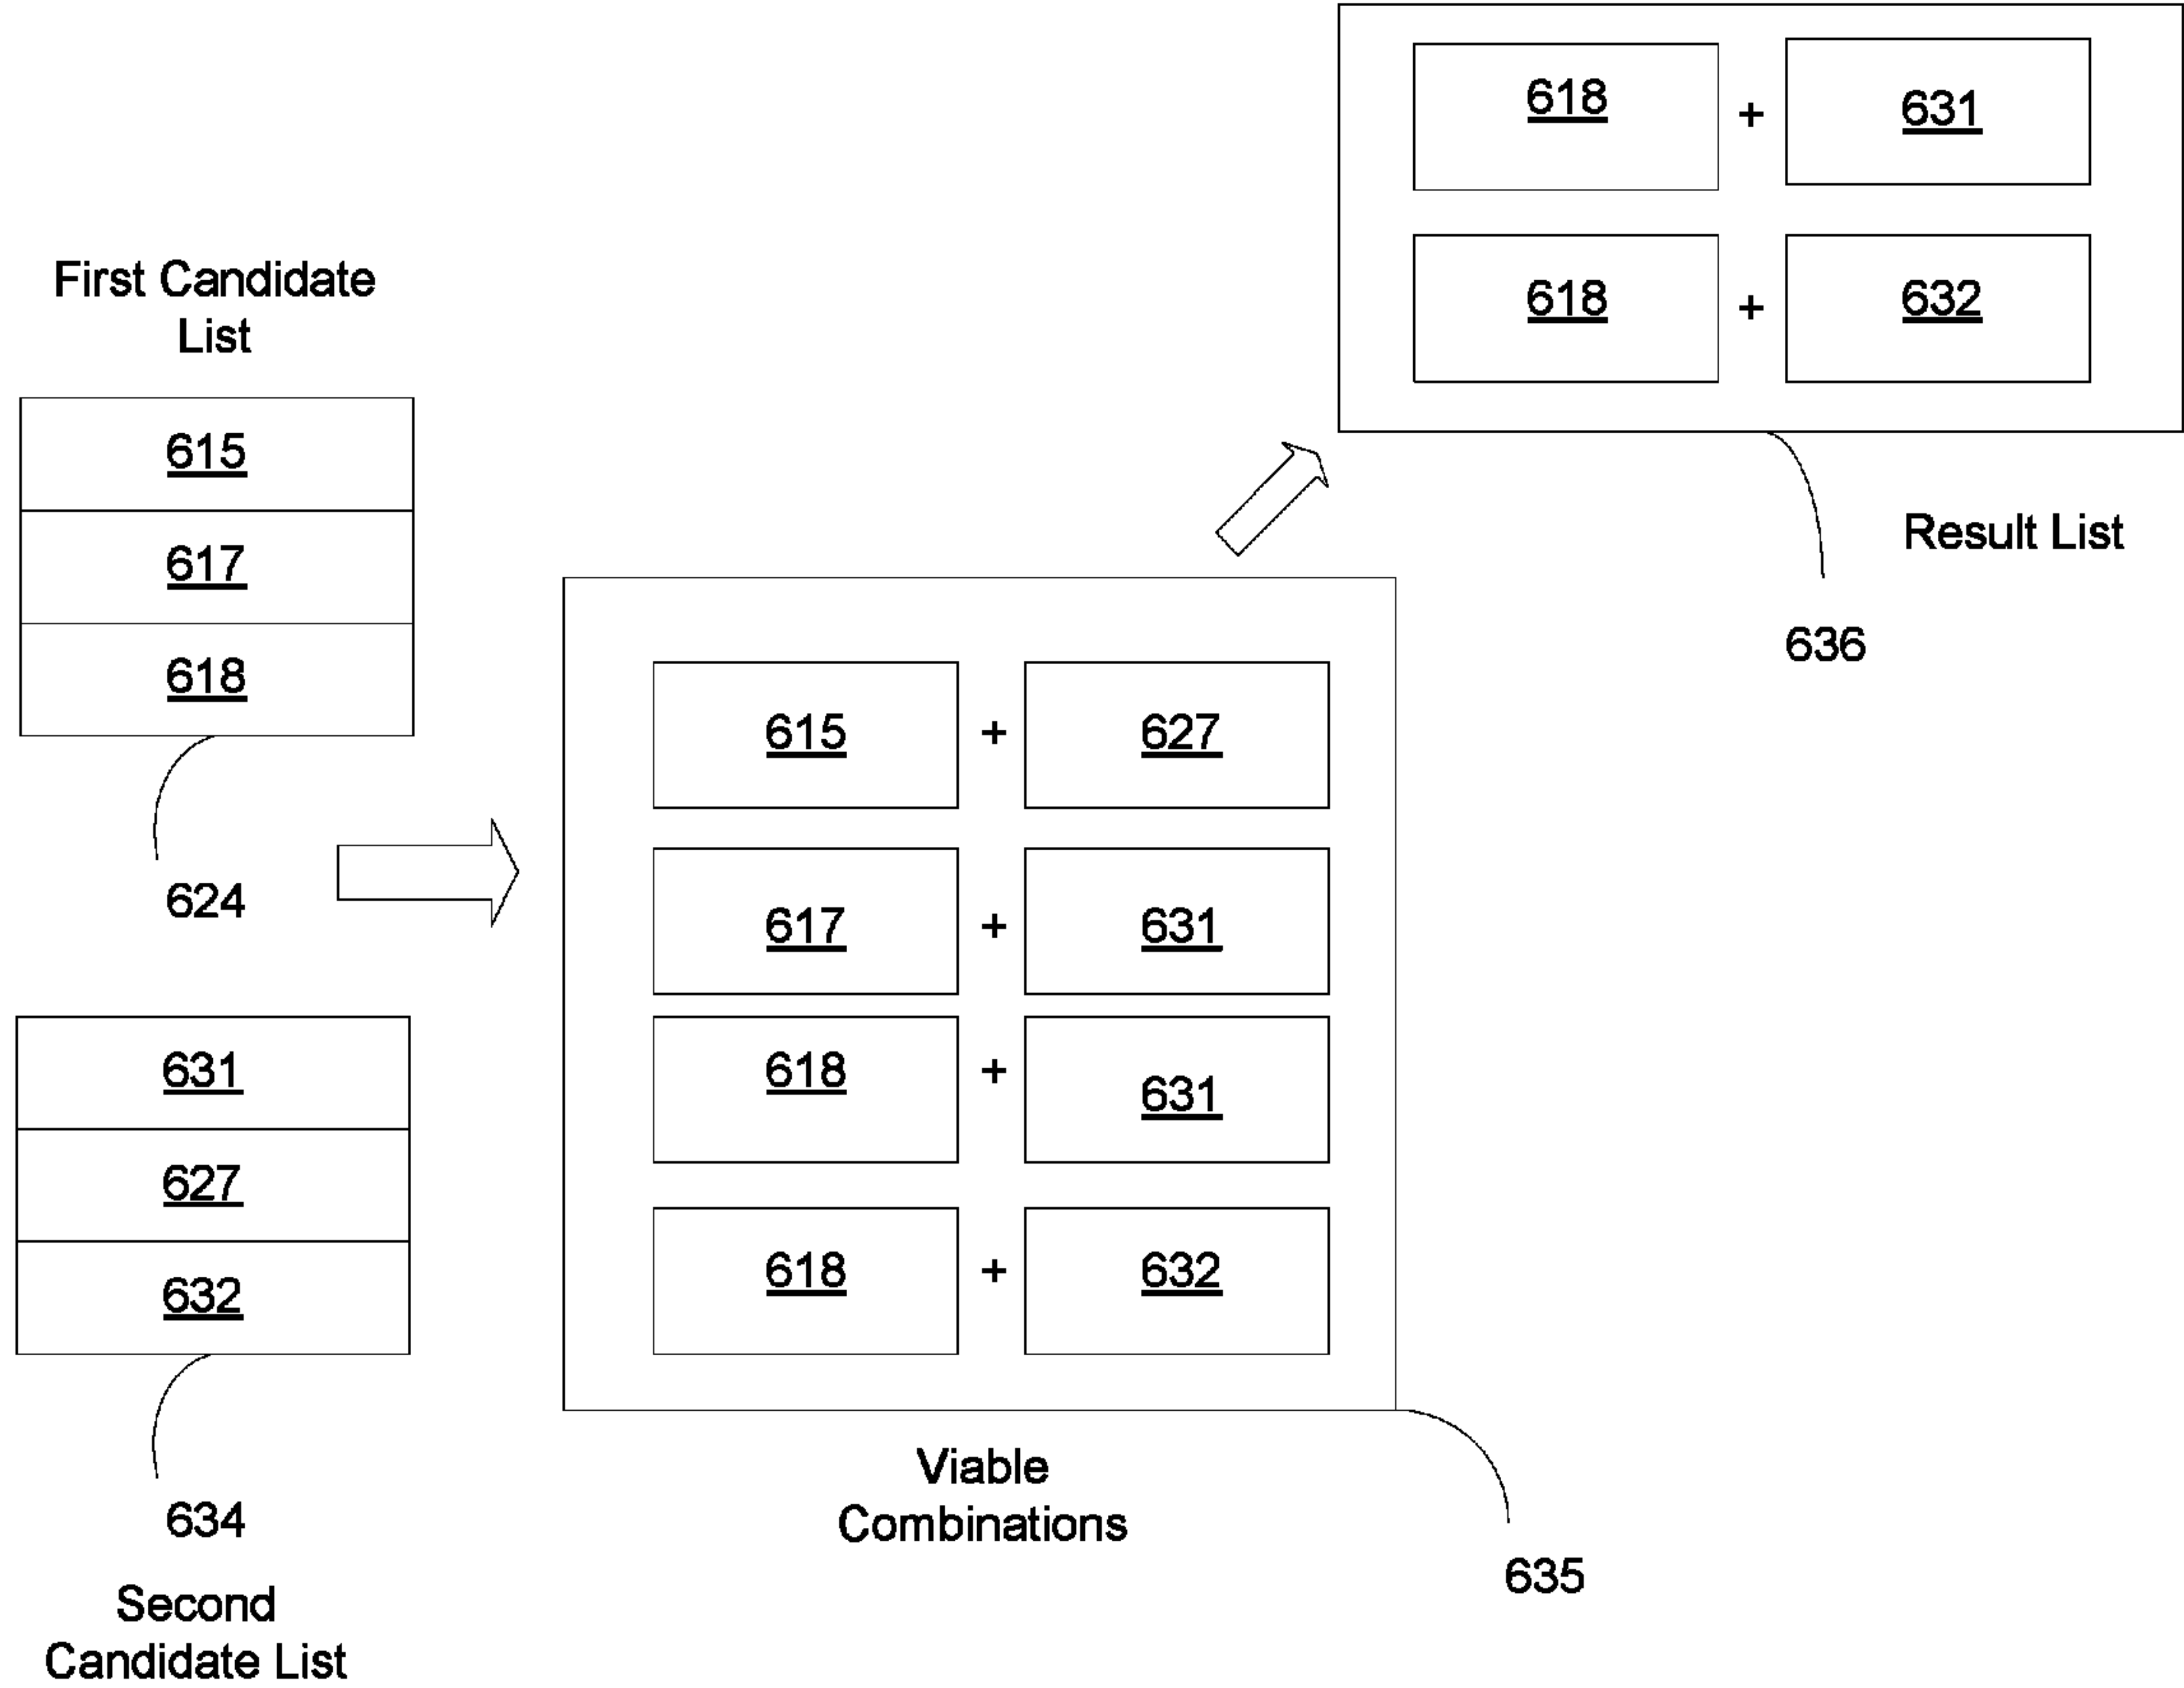 First Candidate
List
615
617
618
624
631
627
632
634
Second
Candidate List
615 + 627
617 + 631
618 + 631
618 + 632
Viable
Combinations
635
618 + 631
618 + 632
Result List
636